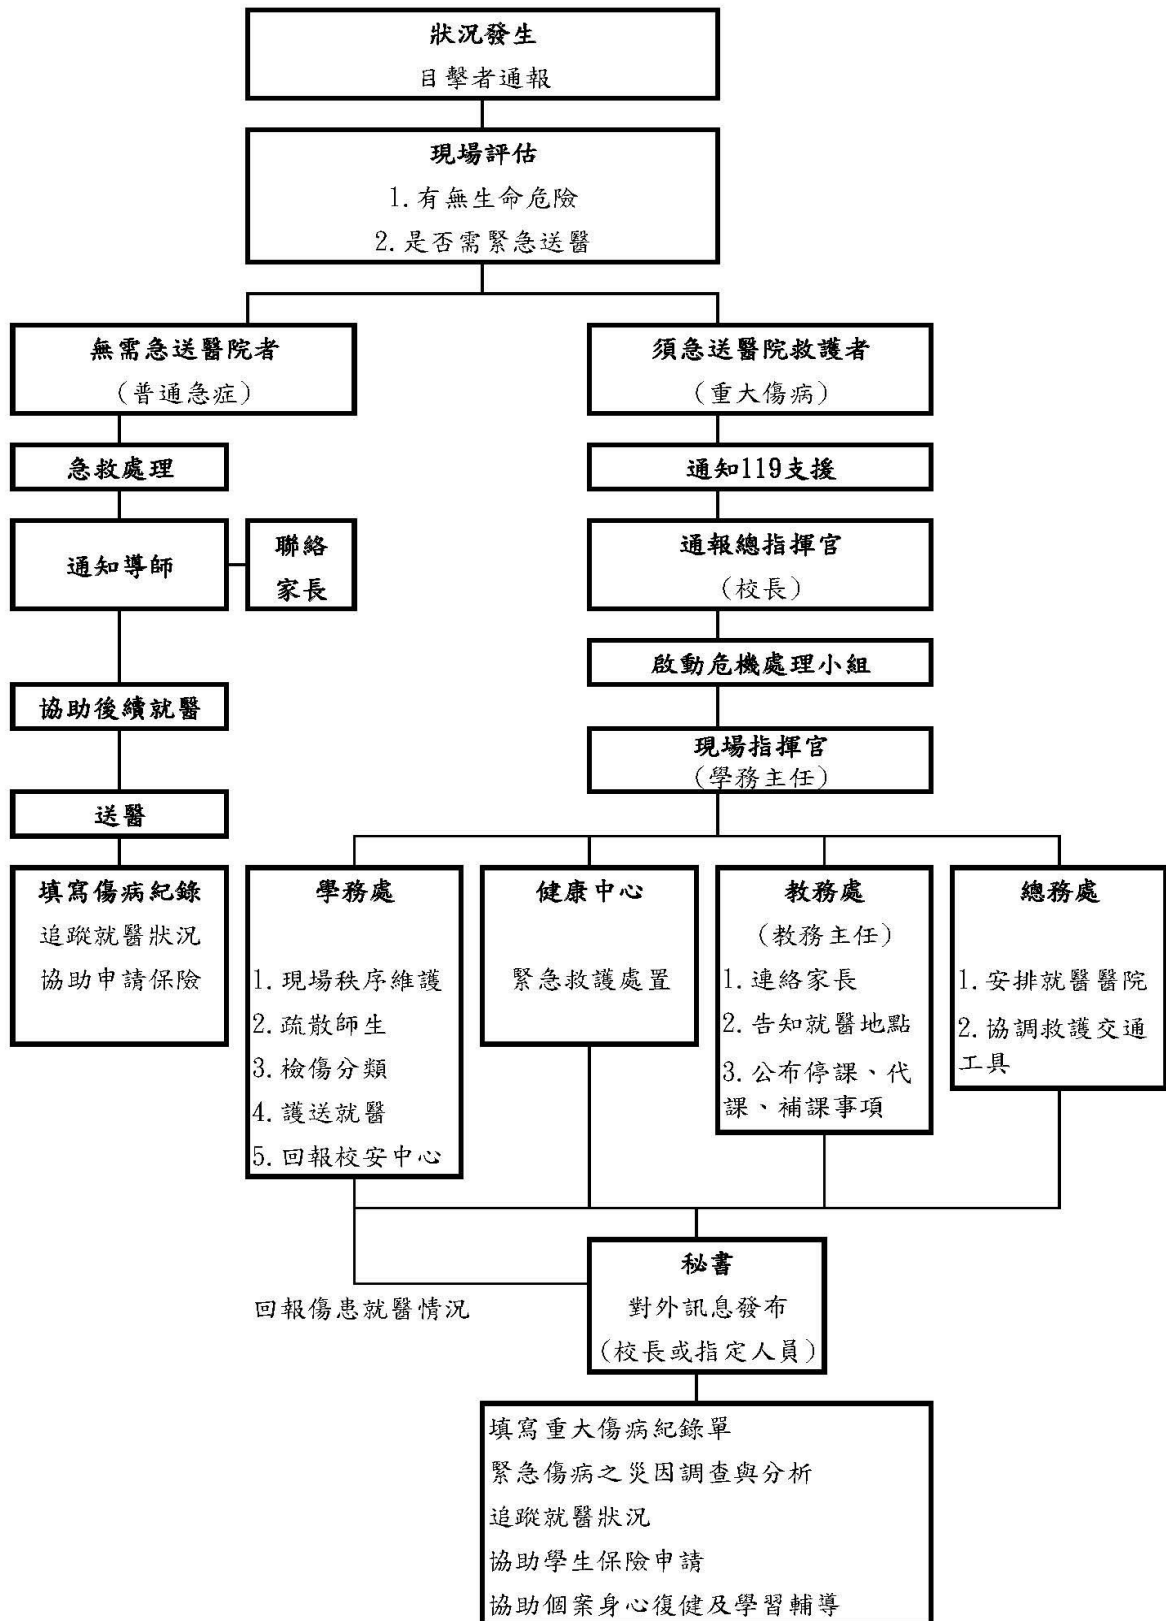 狀況發生
目擊者通報
現場評估
1.有無生命危險
2.是否需緊急送醫
無需急送醫院者
(普通急症)
急救處理
通知導師
聯絡
家長
協助後續就醫
送醫
填寫傷病紀錄
追蹤就醫狀況
協助申請保險
須急送醫院救護者
(重大傷病)
通知119支援
通報總指揮官
(校長)
啟動危機處理小組
現場指揮官
(學務主任)
學務處
1.現場秩序維護
2.疏散師生
3.檢傷分類
4.護送就醫
5.回報校安中心
健康中心
緊急救護處置
教務處
(教務主任)
1.連絡家長
2.告知就醫地點
3.公布停課、代
課、補課事項
總務處
1.安排就醫醫院
2.協調救護交通
工具
回報傷患就醫情況
秘書
對外訊息發布
(校長或指定人員)
填寫重大傷病紀錄單
緊急傷病之災因調查與分析
追蹤就醫狀況
協助學生保險申請
協助個案身心復健及學習輔導